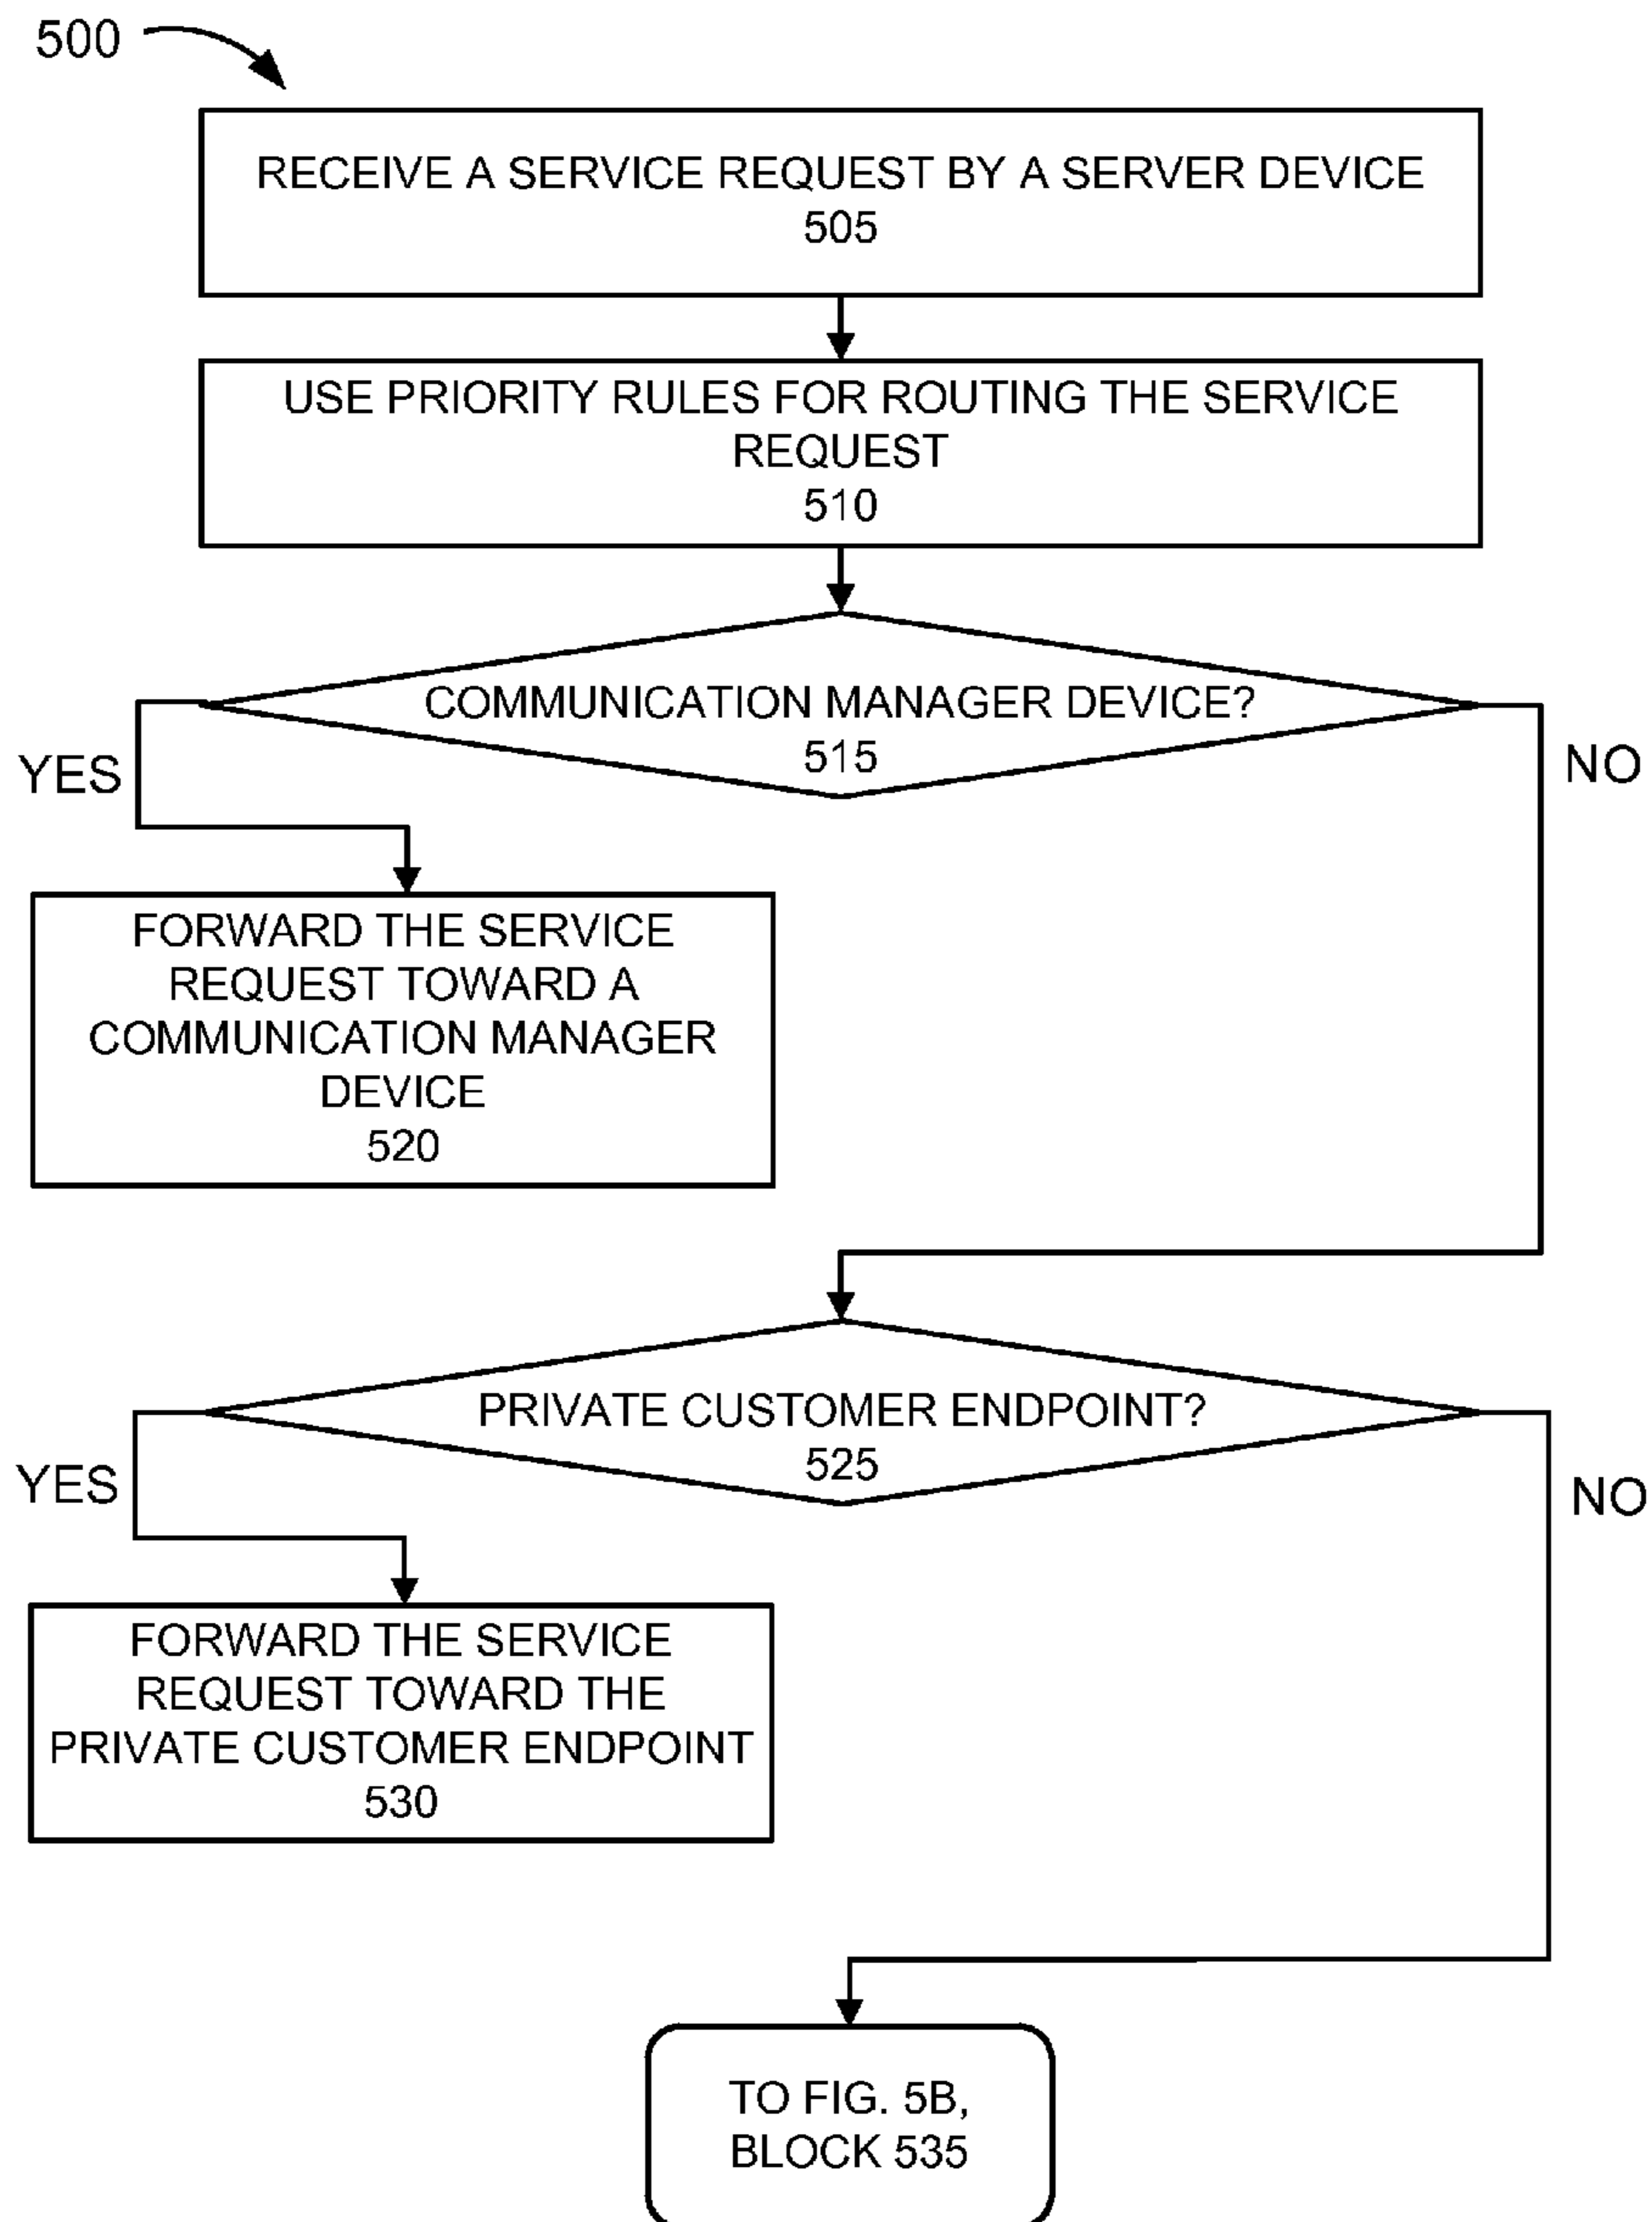 500
RECEIVE A SERVICE REQUEST BY A SERVER DEVICE
505
USE PRIORITY RULES FOR ROUTING THE SERVICE
REQUEST
510
COMMUNICATION MANAGER DEVICE?
515
YES
NO
FORWARD THE SERVICE
REQUEST TOWARD A
COMMUNICATION MANAGER
DEVICE
520
PRIVATE CUSTOMER ENDPOINT?
525
YES
NO
FORWARD THE SERVICE
REQUEST TOWARD THE
PRIVATE CUSTOMER ENDPOINT
530
TO FIG. 5B,
BLOCK 535